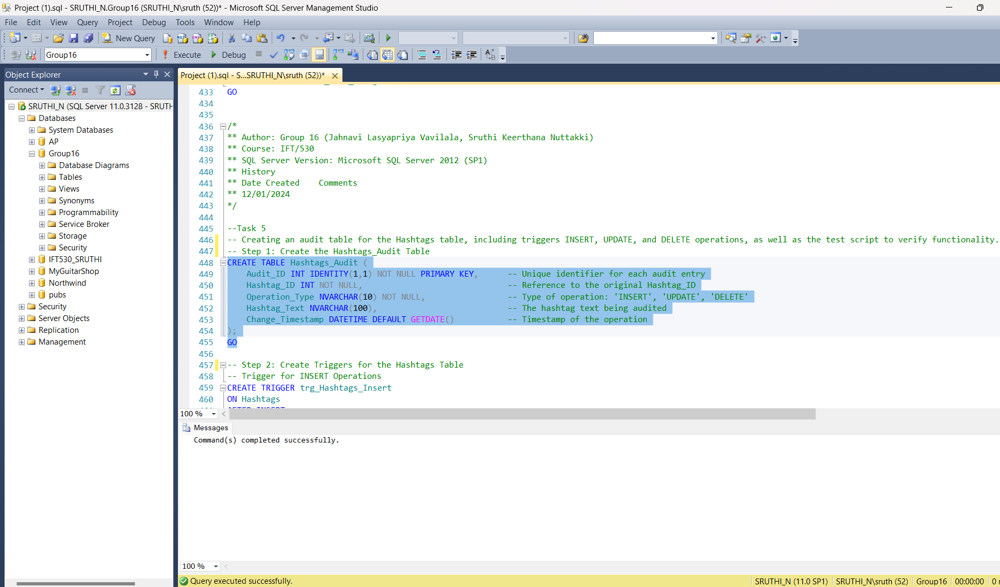 Project (1).sql - SRUTHI_N.Group16 (SRUTHI_N\sruth (52))* - Microsoft SQL Server Management Studio
File Edit View Query Project Debug Tools Window Help
New Query
Group16 Execute Debug
Object Explorer
Connect
SRUTHI_N (SQL Server 11.0.3128 - SRUTH
Databases
System Databases
AP
Group16
Database Diagrams
Tables
Views
Synonyms
Programmability
Service Broker
Storage
Security
IFT530_SRUTHI
MyGuitarShop
Northwind
pubs
Security
Server Objects
Replication
Management
Project (1).sql - S...SRUTHI_N\sruth (52))*
433 GO
434
435
436 /*
437 ** Author: Group 16 (Jahnavi Lasyapriya Vavilala, Sruthi Keerthana Nuttakki)
438 ** Course: IFT/530
439 ** SQL Server Version: Microsoft SQL Server 2012 (SP1)
440 ** History
441 ** Date Created    Comments
442 ** 12/01/2024
443 */
444
445 --Task 5
446 -- Creating an audit table for the Hashtags table, including triggers INSERT, UPDATE, and DELETE operations, as well as the test script to verify functionality.
447 -- Step 1: Create the Hashtags_Audit Table
448 CREATE TABLE Hashtags_Audit (
449     Audit_ID INT IDENTITY(1,1) NOT NULL PRIMARY KEY,      -- Unique identifier for each audit entry
450     Hashtag_ID INT NOT NULL,                              -- Reference to the original Hashtag_ID
451     Operation_Type NVARCHAR(10) NOT NULL,                 -- Type of operation: 'INSERT', 'UPDATE', 'DELETE'
452     Hashtag_Text NVARCHAR(100),                           -- The hashtag text being audited
453     Change_Timestamp DATETIME DEFAULT GETDATE()           -- Timestamp of the operation
454 );
455 GO
456
457 -- Step 2: Create Triggers for the Hashtags Table
458 -- Trigger for INSERT Operations
459 CREATE TRIGGER trg_Hashtags_Insert
460 ON Hashtags
100 %
Messages
Command(s) completed successfully.
100 %
Query executed successfully. SRUTHI_N (11.0 SP1) SRUTHI_N\sruth (52) Group16 00:00:00 0